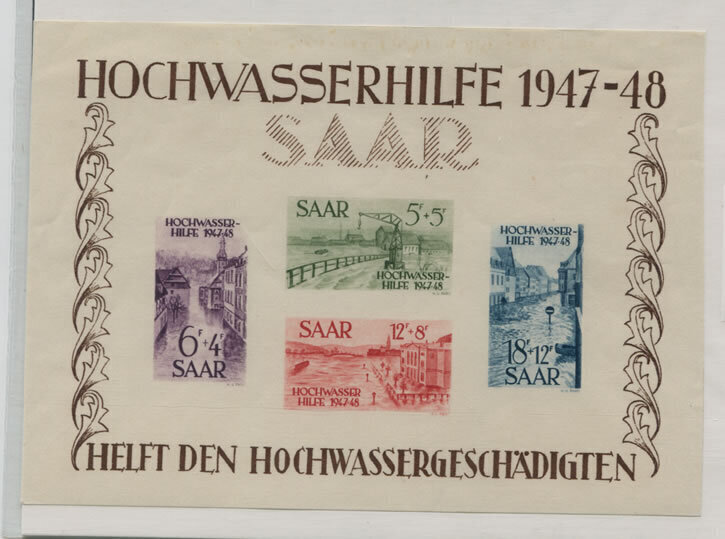 HOCHWASSERHILFE 1947-48
SAAR
HOCHWASSER-
HILFE 1947-48
6F+4F
SAAR
SAAR 5F+5F
HOCHWASSER-
HILFE 1947-48
SAAR 12F+8F
HOCHWASSER
HILFE 1947-48
HOCHWASSER-
HILFE 1947-48
18F+12F
SAAR
HELFT DEN HOCHWASSERGESCHÄDIGTEN